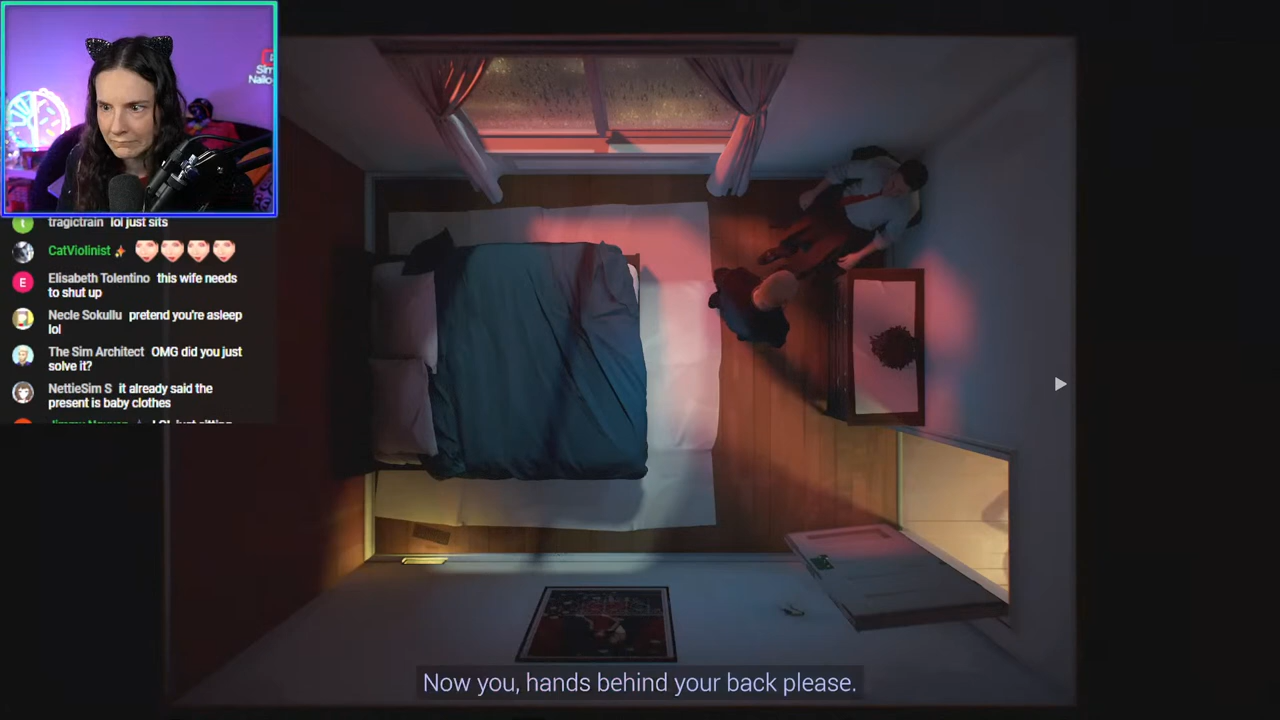 tragictrain lol just sits
CatViolinist
Elisabeth Tolentino this wife needs
to shut up
Necle Sokullu pretend you're asleep
lol
The Sim Architect OMG did you just
solve it?
NettieSim S it already said the
present is baby clothes
Now you, hands behind your back please.